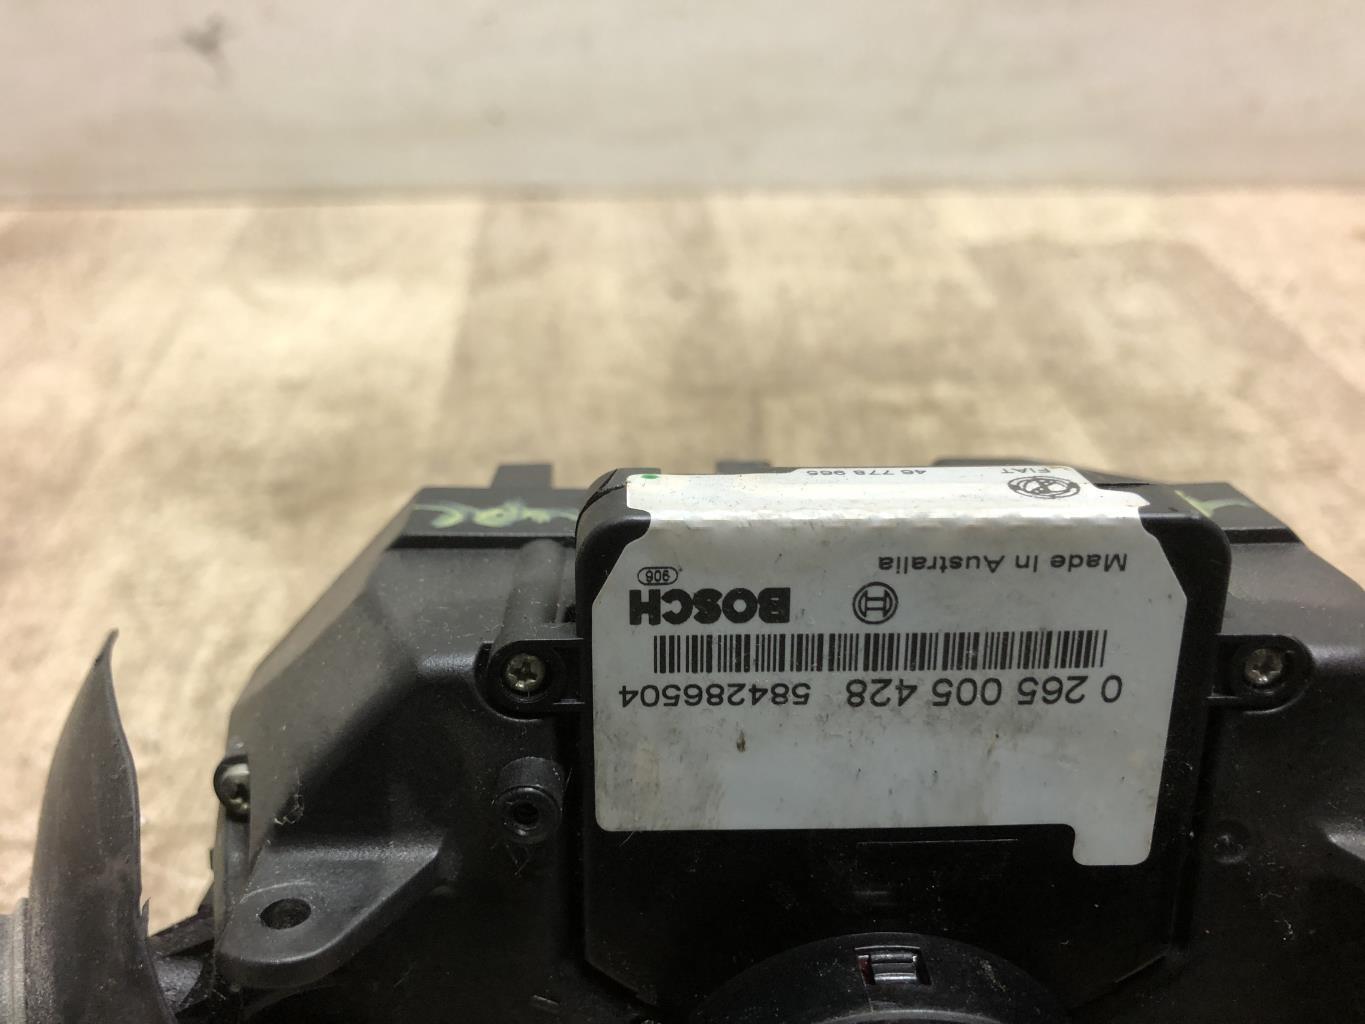 0 265 005 428 584286504
BOSCH
906
Made In Australia
FIAT 46 778 965